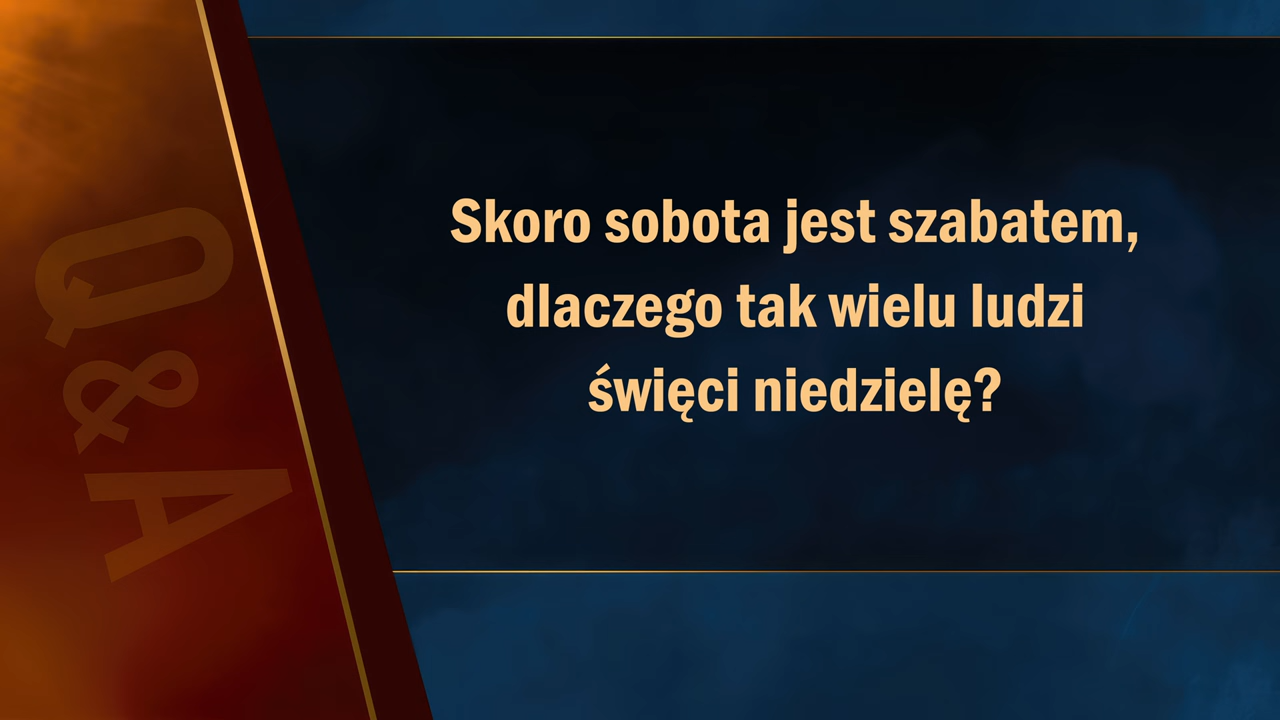 Q&A
Skoro sobota jest szabatem,
dlaczego tak wielu ludzi
święci niedzielę?